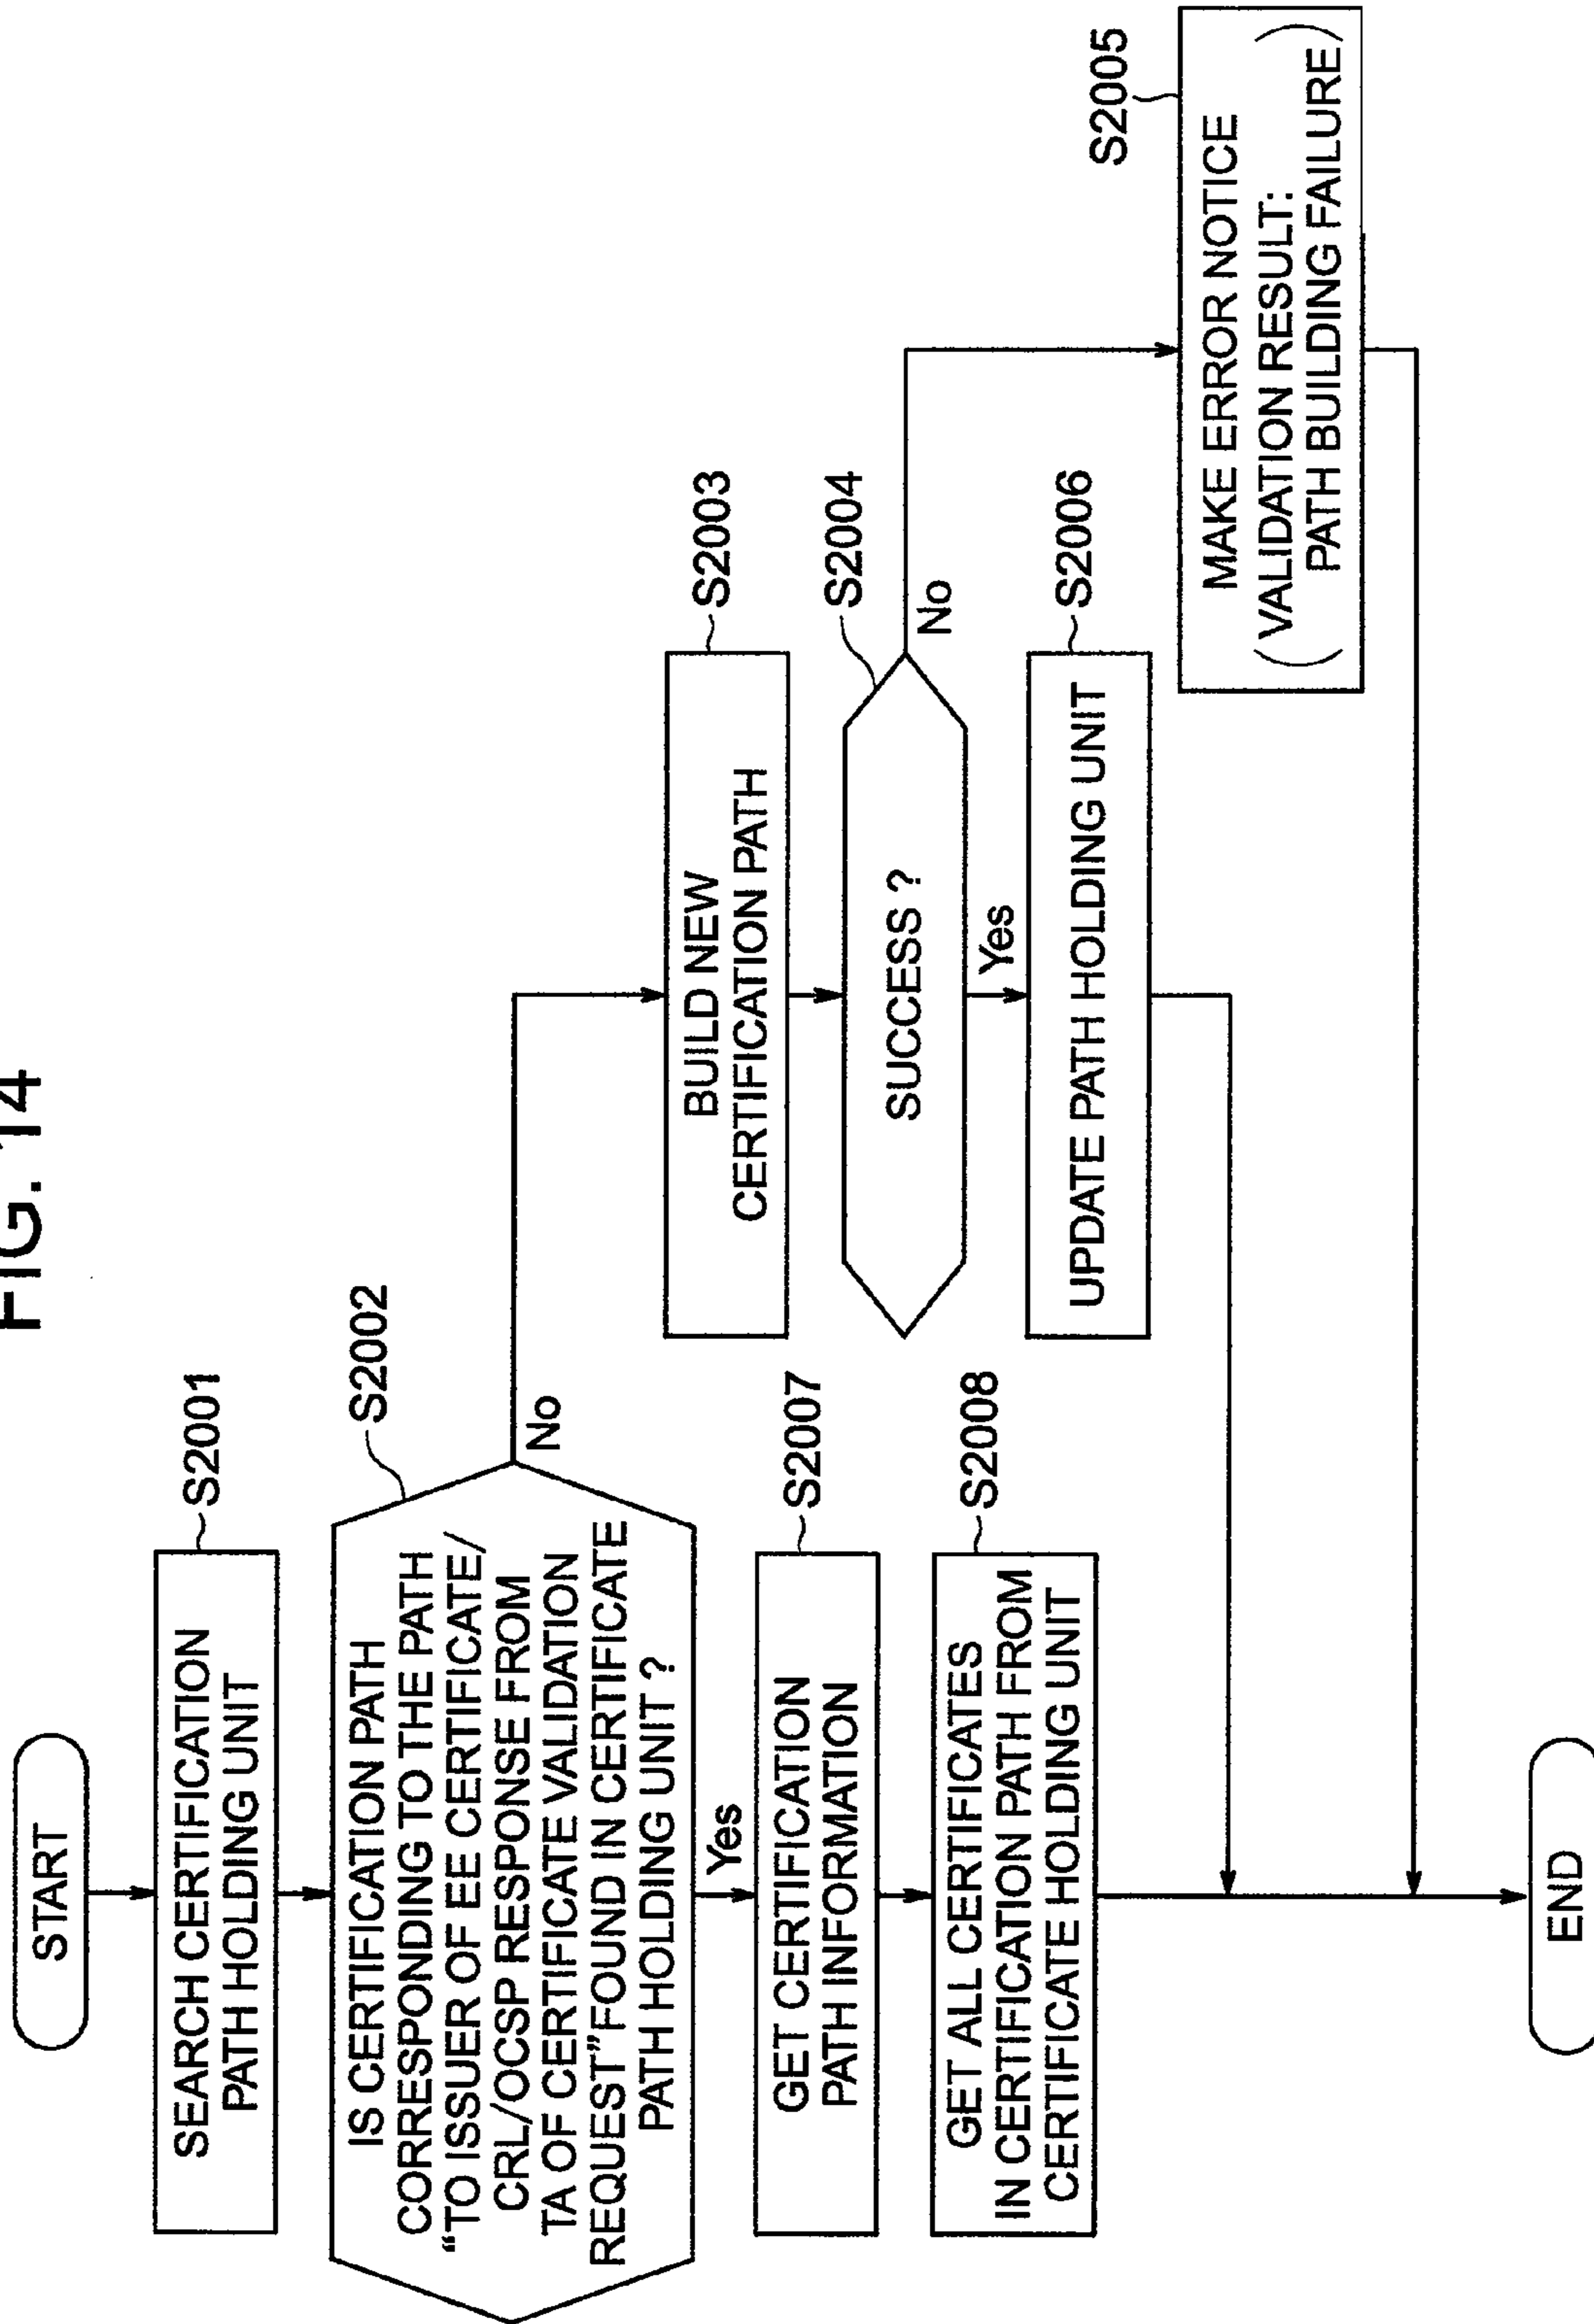 FIG. 14
START
SEARCH CERTIFICATION
PATH HOLDING UNIT
S2001
IS CERTIFICATION PATH
CORRESPONDING TO THE PATH
“TO ISSUER OF EE CERTIFICATE/
CRL/OCSP RESPONSE FROM
TA OF CERTIFICATE VALIDATION
REQUEST”FOUND IN CERTIFICATE
PATH HOLDING UNIT ?
S2002
No
Yes
BUILD NEW
CERTIFICATION PATH
S2003
SUCCESS ?
S2004
No
Yes
MAKE ERROR NOTICE
(VALIDATION RESULT:
PATH BUILDING FAILURE)
S2005
UPDATE PATH HOLDING UNIT
S2006
GET CERTIFICATION
PATH INFORMATION
S2007
GET ALL CERTIFICATES
IN CERTIFICATION PATH FROM
CERTIFICATE HOLDING UNIT
S2008
END